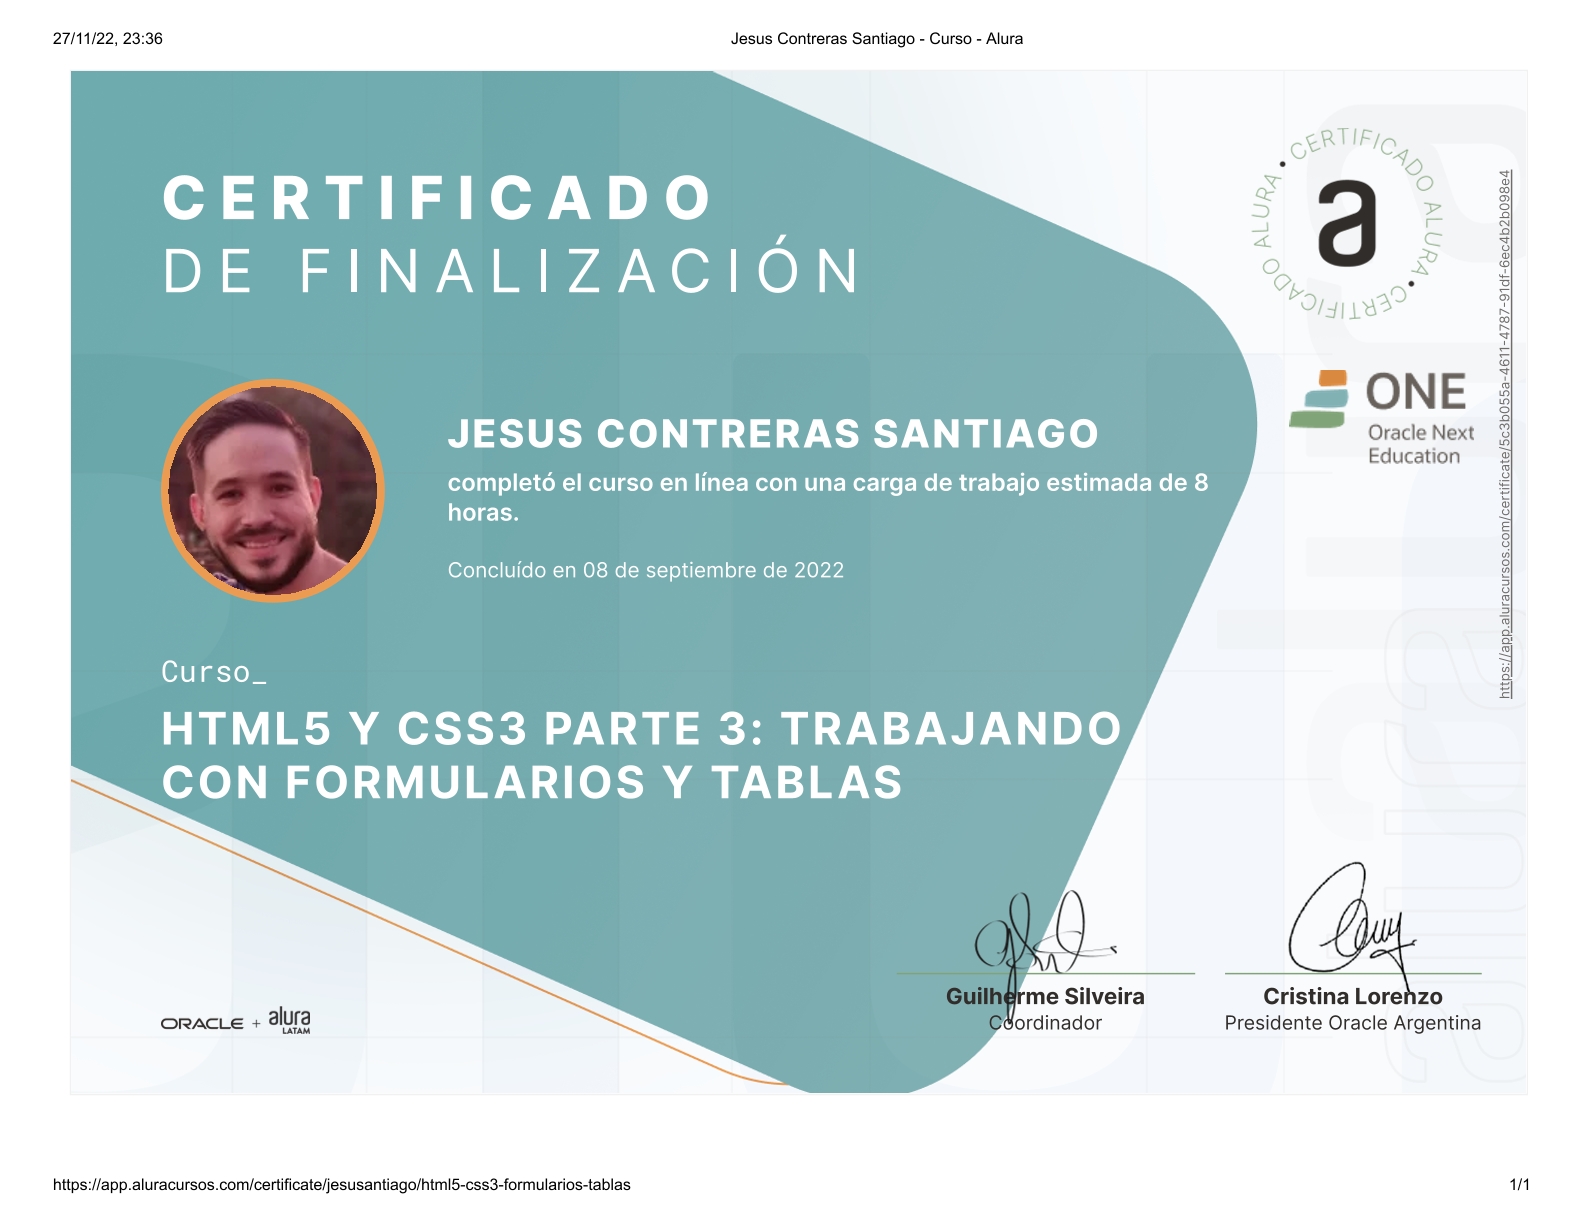 27/11/22, 23:36
Jesus Contreras Santiago - Curso - Alura
CERTIFICADO
DE FINALIZACIÓN
CERTIFICADO ALURA • CERTIFICADO ALURA •
a
ONE
Oracle Next
Education
https://app.aluracursos.com/certificate/5c3b055a-4611-4787-91df-6ec4b2b098e4
JESUS CONTRERAS SANTIAGO
completó el curso en línea con una carga de trabajo estimada de 8
horas.
Concluído en 08 de septiembre de 2022
Curso_
HTML5 Y CSS3 PARTE 3: TRABAJANDO
CON FORMULARIOS Y TABLAS
alura
Guilherme Silveira
Coordinador
Cristina Lorenzo
Presidente Oracle Argentina
ORACLE + alura
LATAM
https://app.aluracursos.com/certificate/jesusantiago/html5-css3-formularios-tablas
1/1